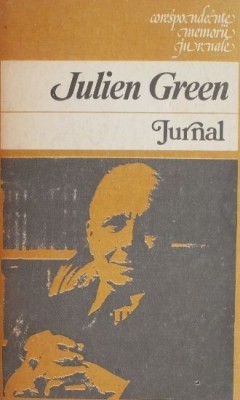 corespondențe
memorii
jurnale
Julien Green
Jurnal